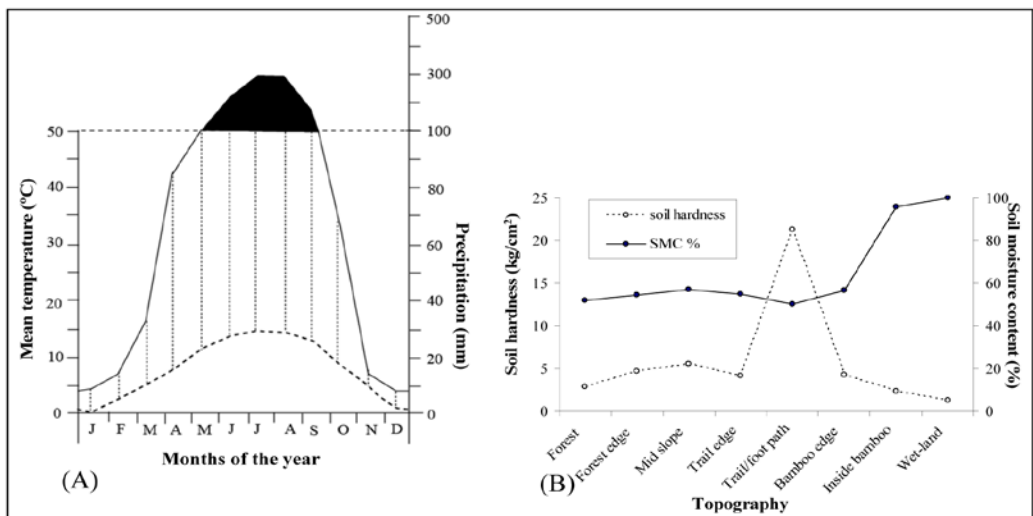 Mean temperature (ºC)
50
40
30
20
10
0
500
300
100
80
60
40
20
0
Precipitation (mm)
J F M A M J J A S O N D
Months of the year
(A)
Soil hardness (kg/cm²)
25
20
15
10
5
0
soil hardness
SMC %
100
80
60
40
20
0
Soil moisture content (%)
Forest
Forest edge
Mid slope
Trail edge
Trail/foot path
Bamboo edge
Inside bamboo
Wet-land
Topography
(B)